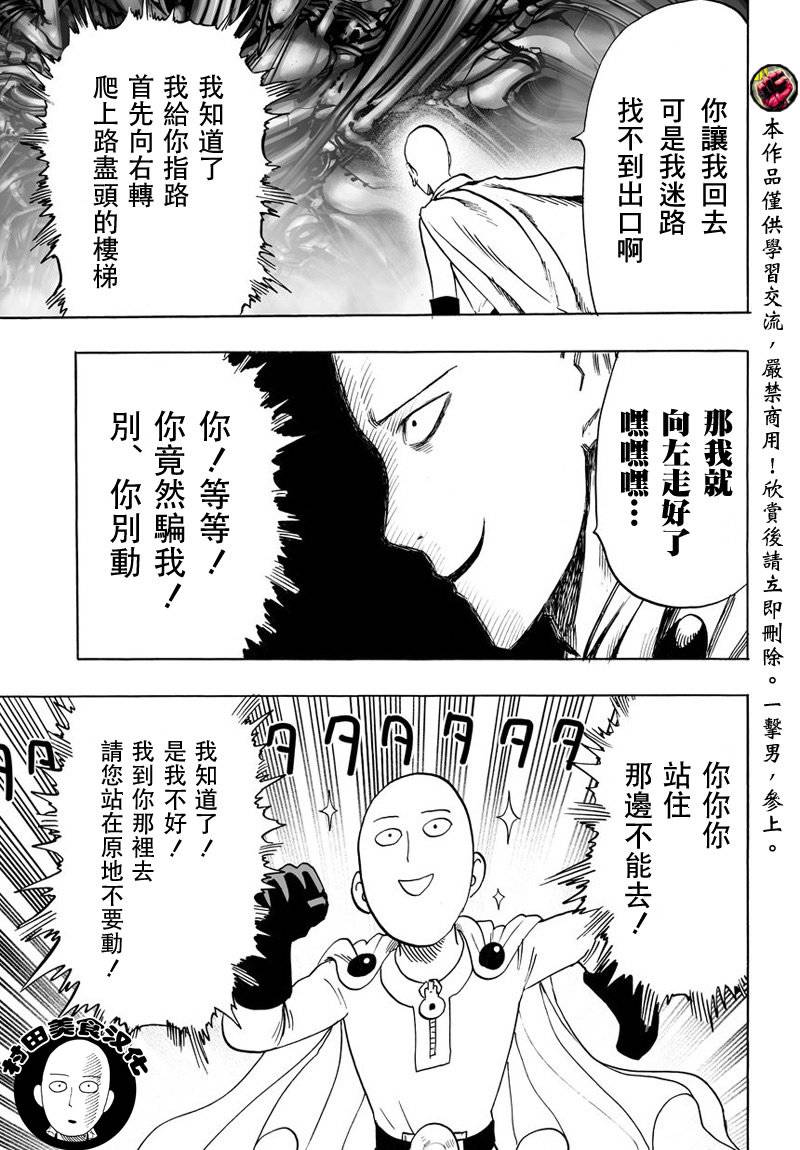 你讓我回去
可是我迷路
找不到出口啊
我知道了
我給你指路
首先向右轉
爬上路盡頭的樓梯
那我就
向左走好了
嘿嘿嘿…
你！等等！
你竟然騙我！
別、你別動
你你你
站住
那邊不能去！
タタタタタタタ
タタ
我知道了！
是我不好！
我到你那裡去
請您站在原地不要動！
本作品僅供學習交流，嚴禁商用！欣賞後請立即刪除。一擊男，參上。
村田美食汉化